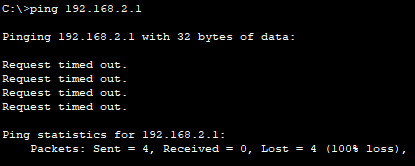 C:\>ping 192.168.2.1
Pinging 192.168.2.1 with 32 bytes of data:
Request timed out.
Request timed out.
Request timed out.
Request timed out.
Ping statistics for 192.168.2.1:
Packets: Sent = 4, Received = 0, Lost = 4 (100% loss),